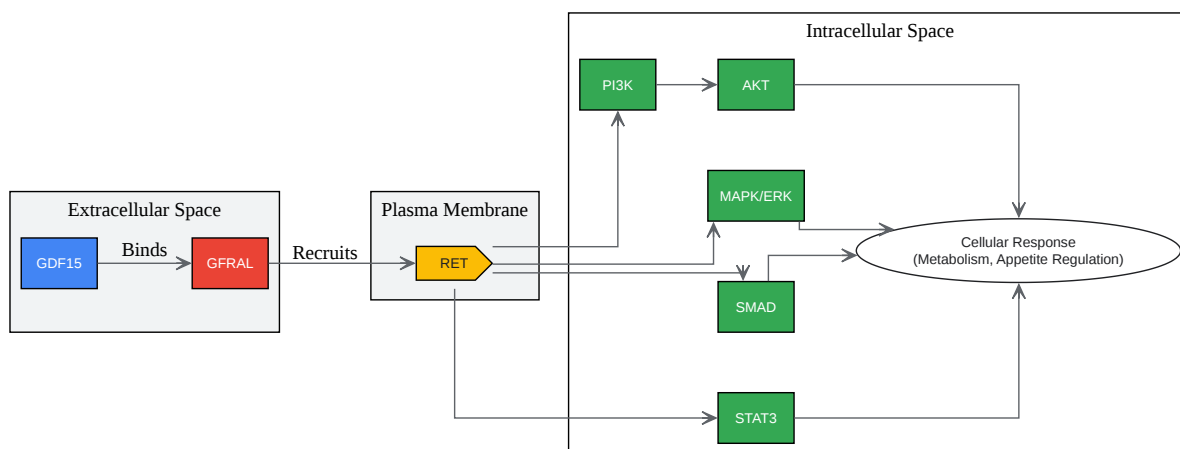 Extracellular Space
GDF15
Binds
GFRAL
Recruits
Plasma Membrane
RET
Intracellular Space
PI3K
AKT
MAPK/ERK
SMAD
STAT3
Cellular Response
(Metabolism, Appetite Regulation)